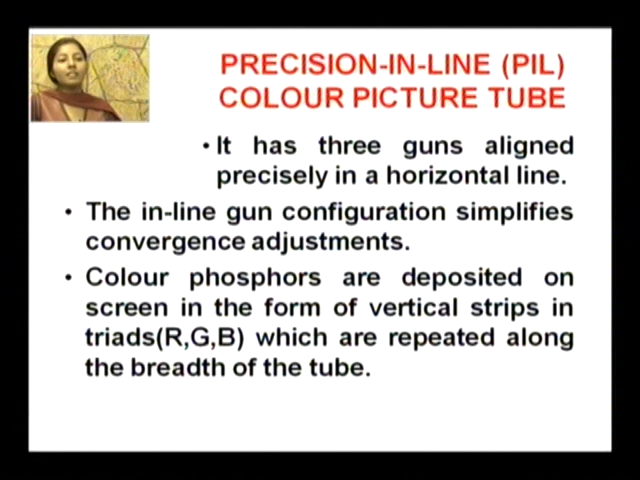 PRECISION-IN-LINE (PIL)
COLOUR PICTURE TUBE
• It has three guns aligned
precisely in a horizontal line.
• The in-line gun configuration simplifies
convergence adjustments.
• Colour phosphors are deposited on
screen in the form of vertical strips in
triads(R,G,B) which are repeated along
the breadth of the tube.